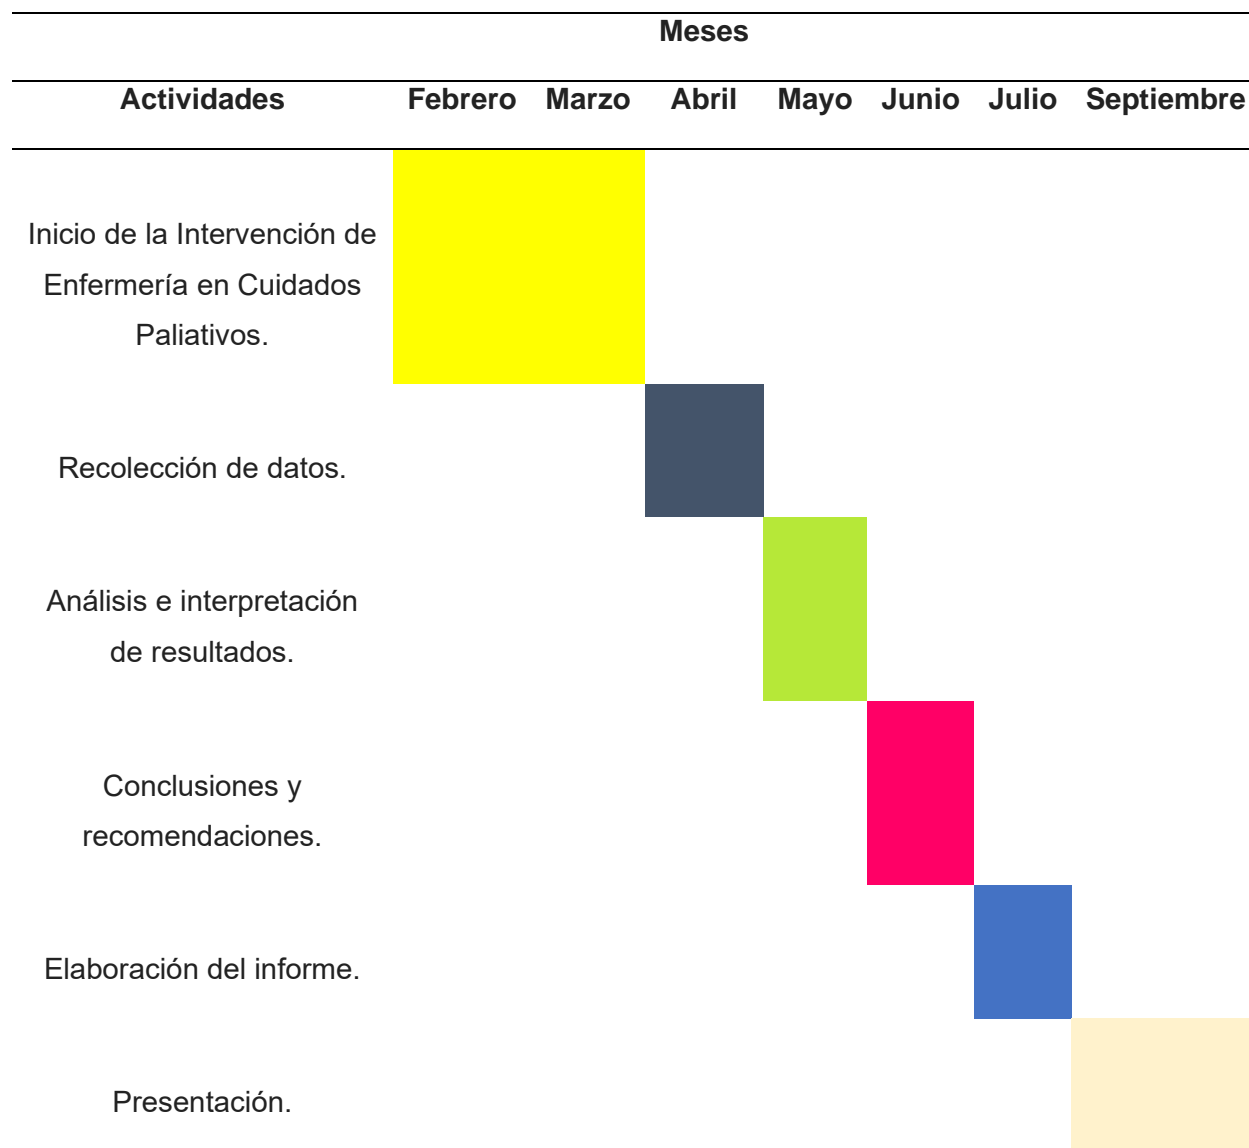 Meses
Actividades Febrero Marzo Abril Mayo Junio Julio Septiembre
Inicio de la Intervención de
Enfermería en Cuidados
Paliativos.
Recolección de datos.
Análisis e interpretación
de resultados.
Conclusiones y
recomendaciones.
Elaboración del informe.
Presentación.